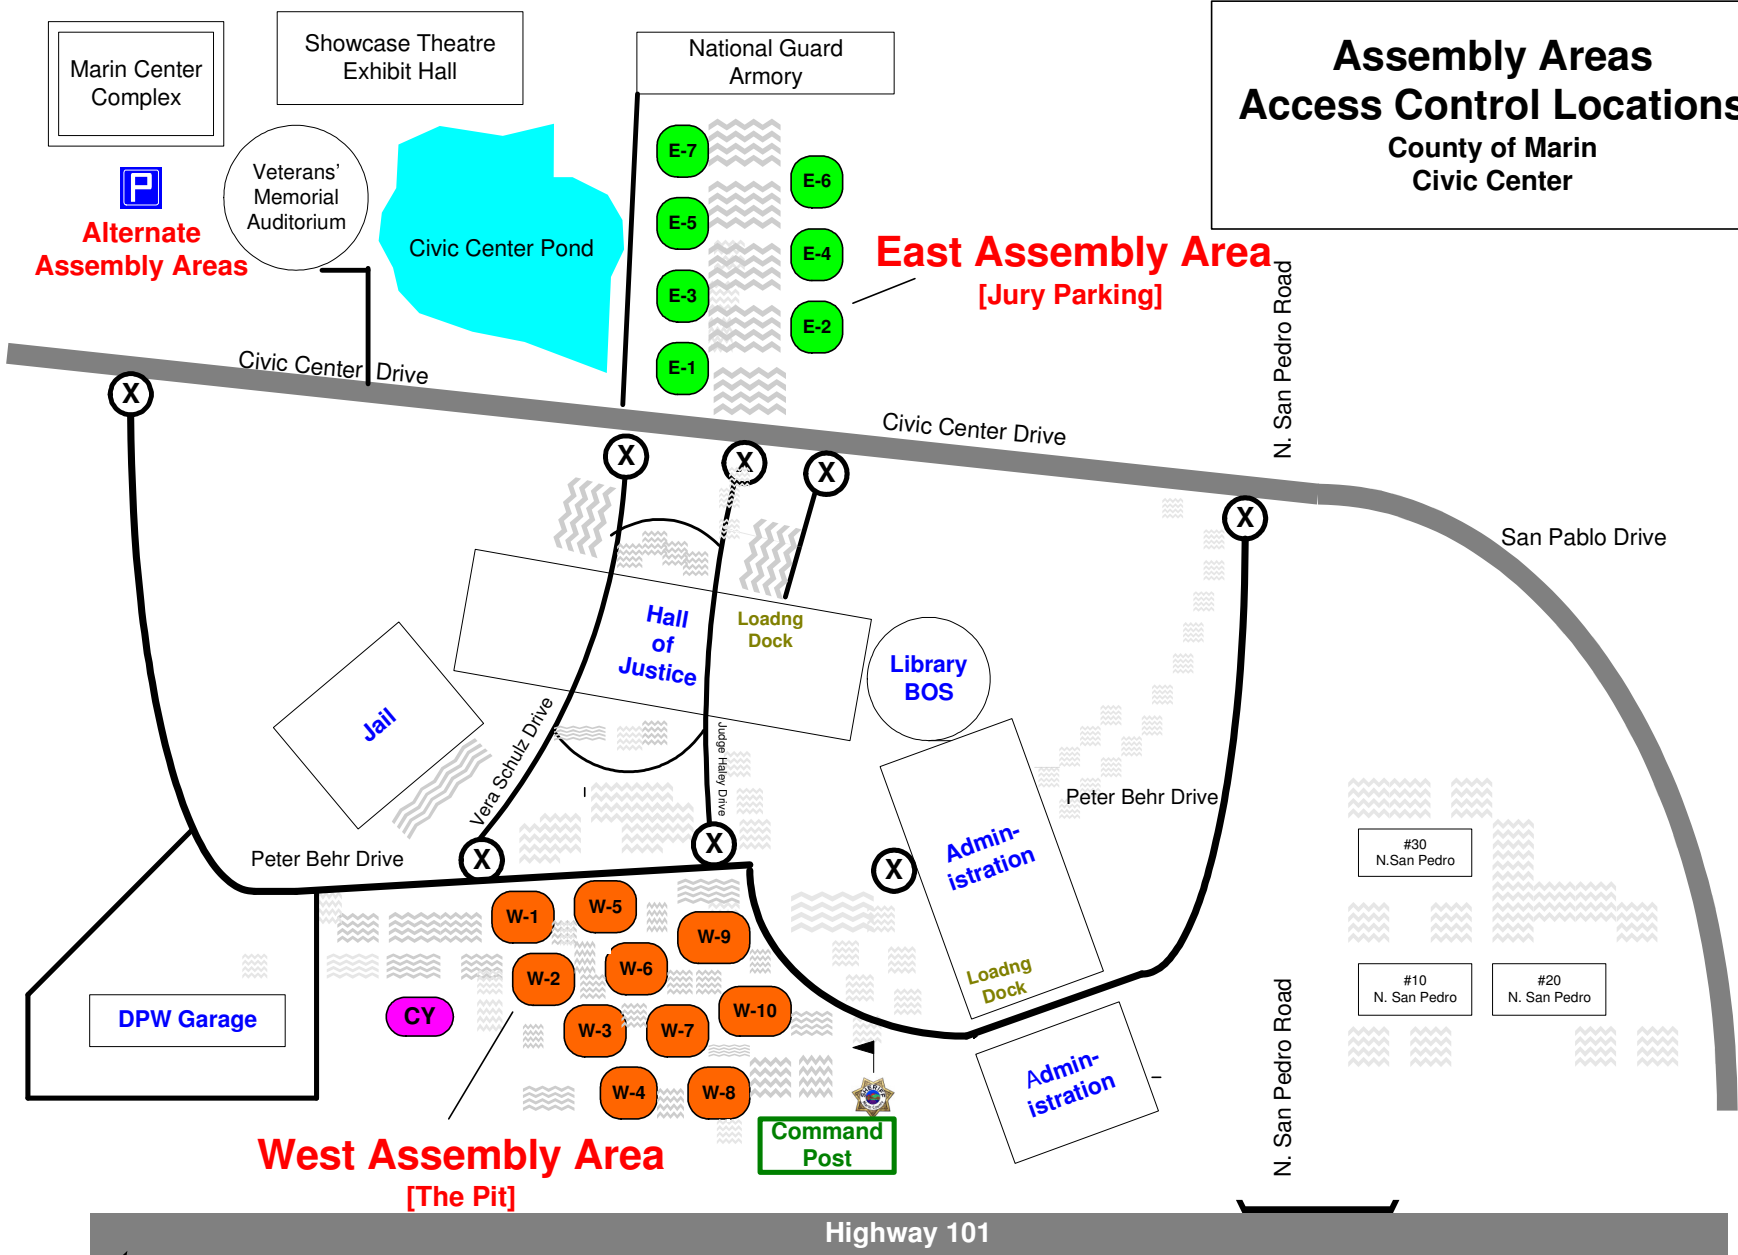 Assembly Areas
Access Control Locations
County of Marin
Civic Center
Marin Center
Complex
Showcase Theatre
Exhibit Hall
National Guard
Armory
P
Alternate
Assembly Areas
Veterans'
Memorial
Auditorium
Civic Center Pond
E-7
E-6
E-5
E-4
E-3
E-2
E-1
East Assembly Area
[Jury Parking]
N. San Pedro Road
Civic Center Drive
Civic Center Drive
San Pablo Drive
X
X
X
X
X
Hall
of
Justice
Loadng
Dock
Library
BOS
Jail
Vera Schulz Drive
Judge Haley Drive
Peter Behr Drive
Peter Behr Drive
X
X
X
Admin-
istration
Loadng
Dock
Admin-
istration
#30
N.San Pedro
#10
N. San Pedro
#20
N. San Pedro
N. San Pedro Road
DPW Garage
CY
W-1
W-5
W-9
W-2
W-6
W-10
W-3
W-7
W-4
W-8
SHERIFF
Command
Post
West Assembly Area
[The Pit]
Highway 101